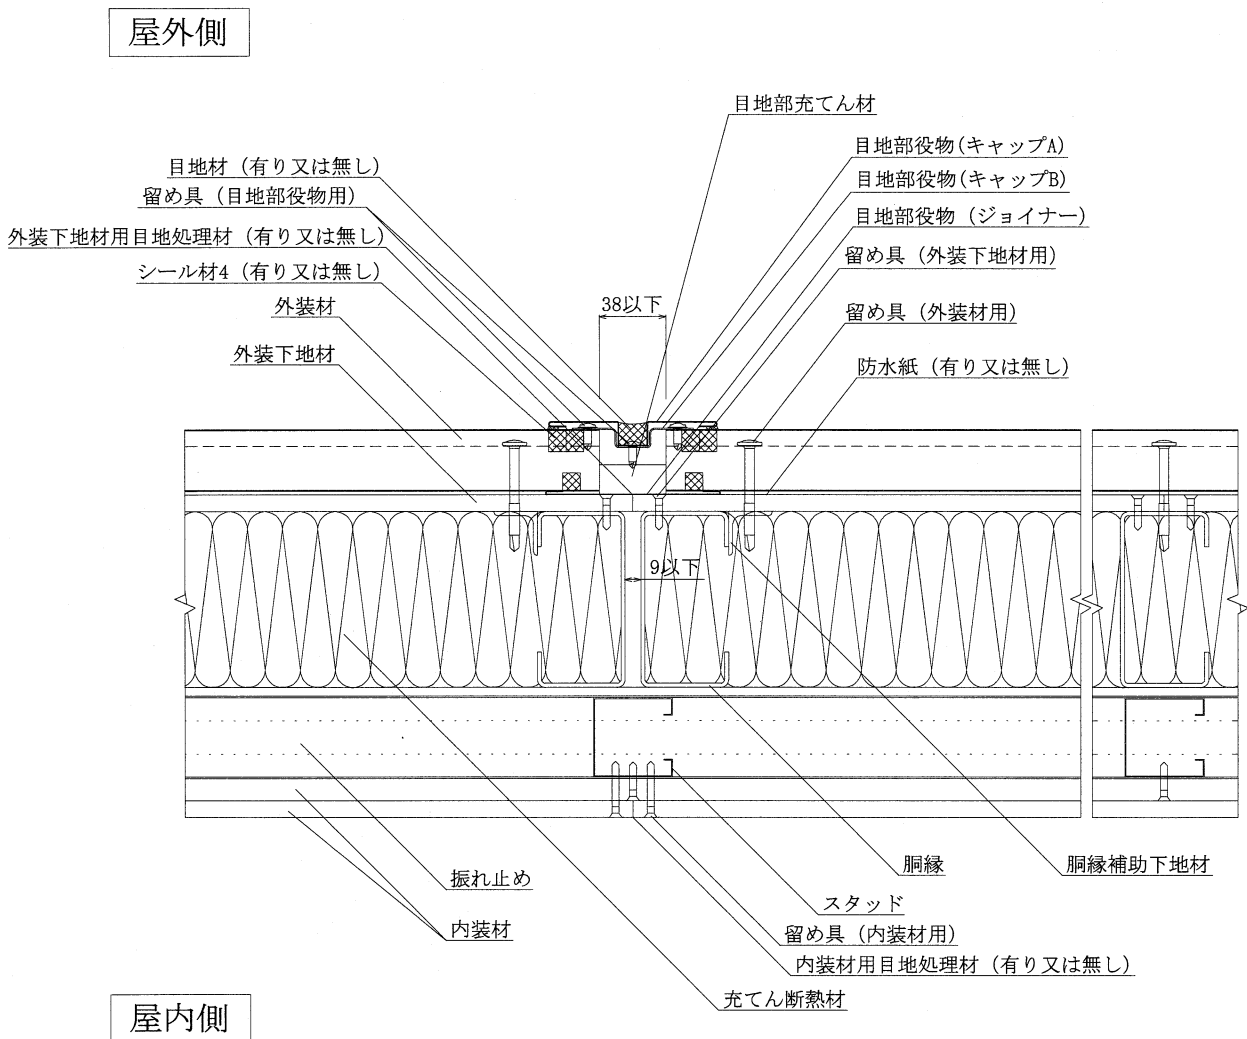 屋外側
目地部充てん材
目地部役物(キャップA)
目地材（有り又は無し）
目地部役物(キャップB)
留め具（目地部役物用）
目地部役物（ジョイナー）
外装下地材用目地処理材（有り又は無し）
留め具（外装下地材用）
シール材4（有り又は無し）
38以下
外装材
留め具（外装材用）
外装下地材
防水紙（有り又は無し）
9以下
胴縁
胴縁補助下地材
振れ止め
スタッド
内装材
留め具（内装材用）
内装材用目地処理材（有り又は無し）
充てん断熱材
屋内側